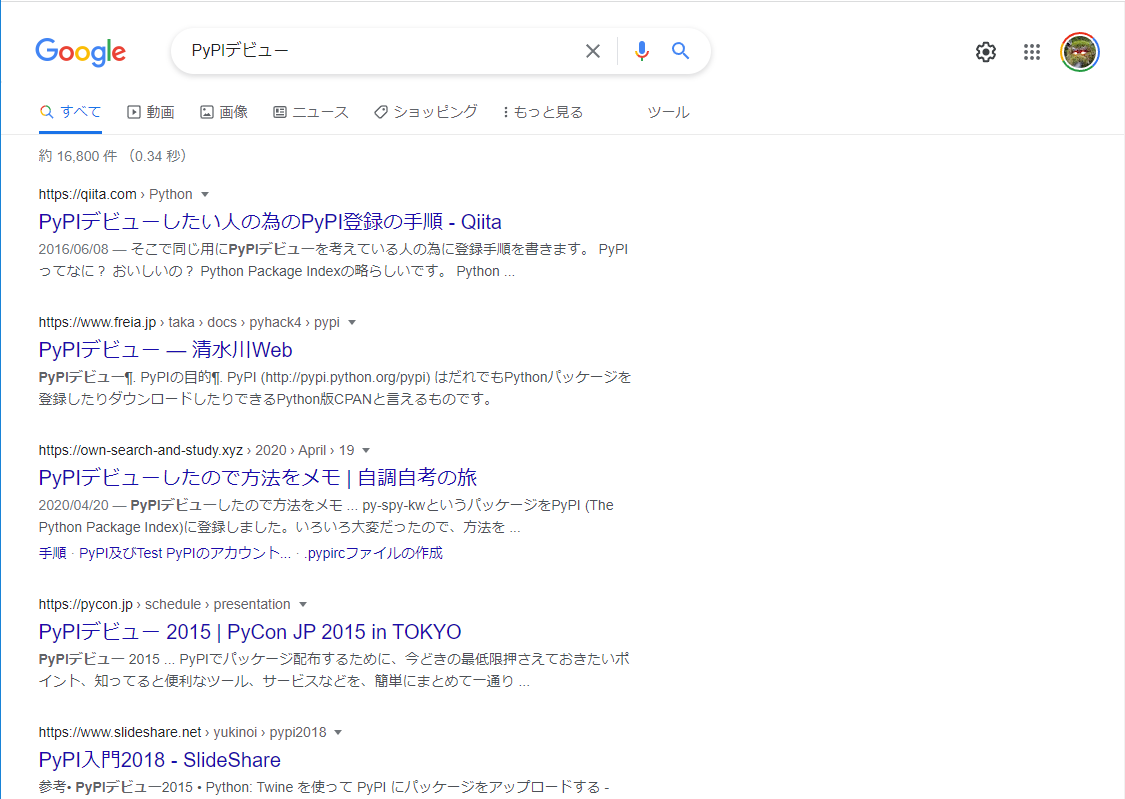 Google
PyPIデビュー
すべて 動画 画像 ニュース ショッピング もっと見る ツール
約 16,800 件 （0.34 秒）
https://qiita.com › Python
PyPIデビューしたい人の為のPyPI登録の手順 - Qiita
2016/06/08 — そこで同じ用にPyPIデビューを考えている人の為に登録手順を書きます。 PyPI
ってなに？ おいしいの？ Python Package Indexの略らしいです。 Python ...
https://www.freia.jp › taka › docs › pyhack4 › pypi
PyPIデビュー — 清水川Web
PyPIデビュー¶. PyPIの目的¶. PyPI (http://pypi.python.org/pypi) はだれでもPythonパッケージを
登録したりダウンロードしたりできるPython版CPANと言えるものです。
https://own-search-and-study.xyz › 2020 › April › 19
PyPIデビューしたので方法をメモ | 自調自考の旅
2020/04/20 — PyPIデビューしたので方法をメモ ... py-spy-kwというパッケージをPyPI (The
Python Package Index)に登録しました。いろいろ大変だったので、方法を ...
手順 · PyPI及びTest PyPIのアカウント... · .pypircファイルの作成
https://pycon.jp › schedule › presentation
PyPIデビュー 2015 | PyCon JP 2015 in TOKYO
PyPIデビュー 2015 ... PyPIでパッケージ配布するために、今どきの最低限押さえておきたいポ
イント、知ってると便利なツール、サービスなどを、簡単にまとめて一通り ...
https://www.slideshare.net › yukinoi › pypi2018
PyPI入門2018 - SlideShare
参考• PyPIデビュー2015 • Python: Twine を使って PyPI にパッケージをアップロードする -